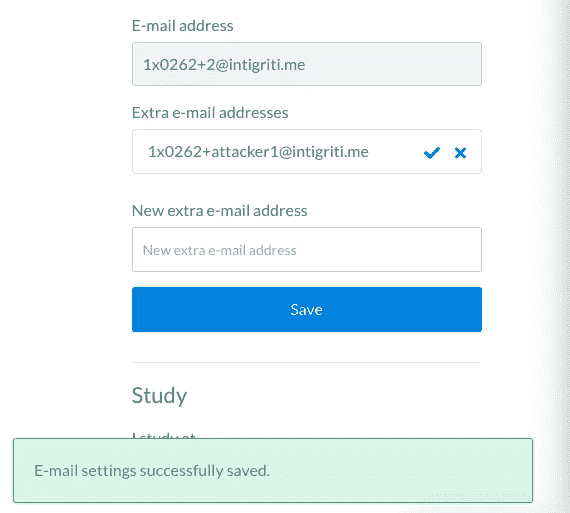 E-mail address
1x0262+2@intigriti.me
Extra e-mail addresses
1x0262+attacker1@intigriti.me
New extra e-mail address
New extra e-mail address
Save
Study
I study at
E-mail settings successfully saved.